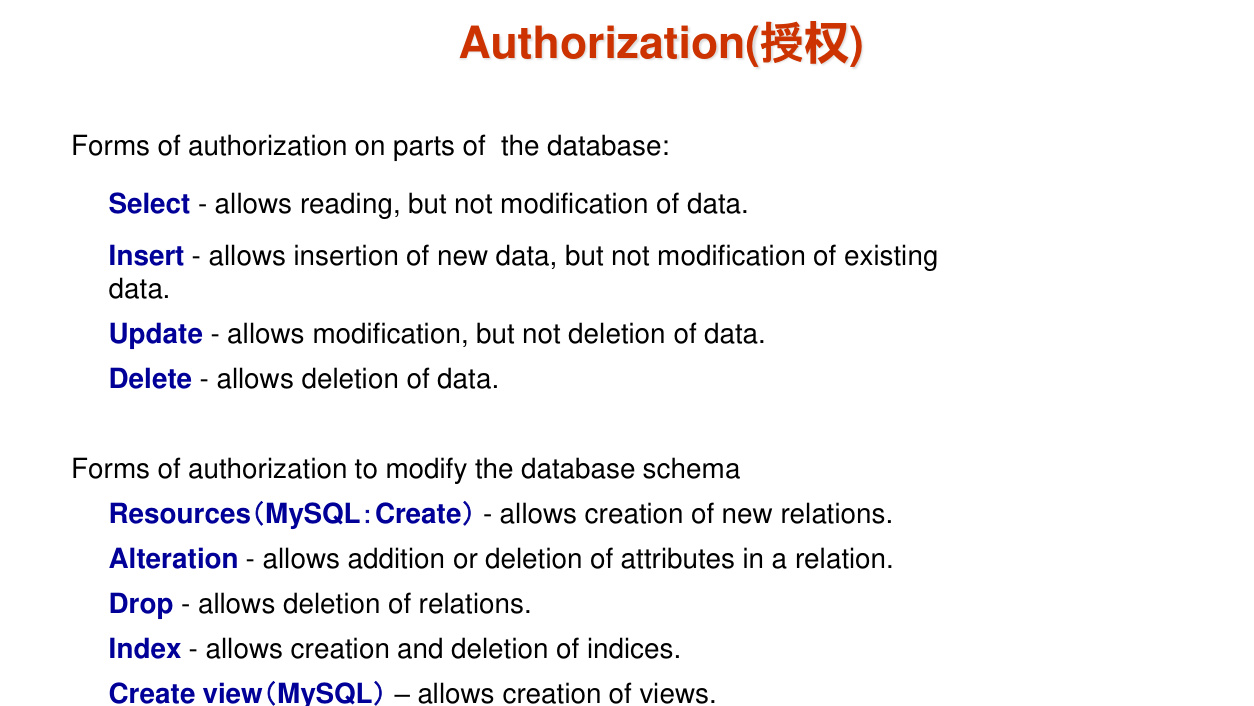 Authorization(授权)
Forms of authorization on parts of  the database:
Select - allows reading, but not modification of data.
Insert - allows insertion of new data, but not modification of existing
data.
Update - allows modification, but not deletion of data.
Delete - allows deletion of data.
Forms of authorization to modify the database schema
Resources（MySQL：Create） - allows creation of new relations.
Alteration - allows addition or deletion of attributes in a relation.
Drop - allows deletion of relations.
Index - allows creation and deletion of indices.
Create view（MySQL） – allows creation of views.